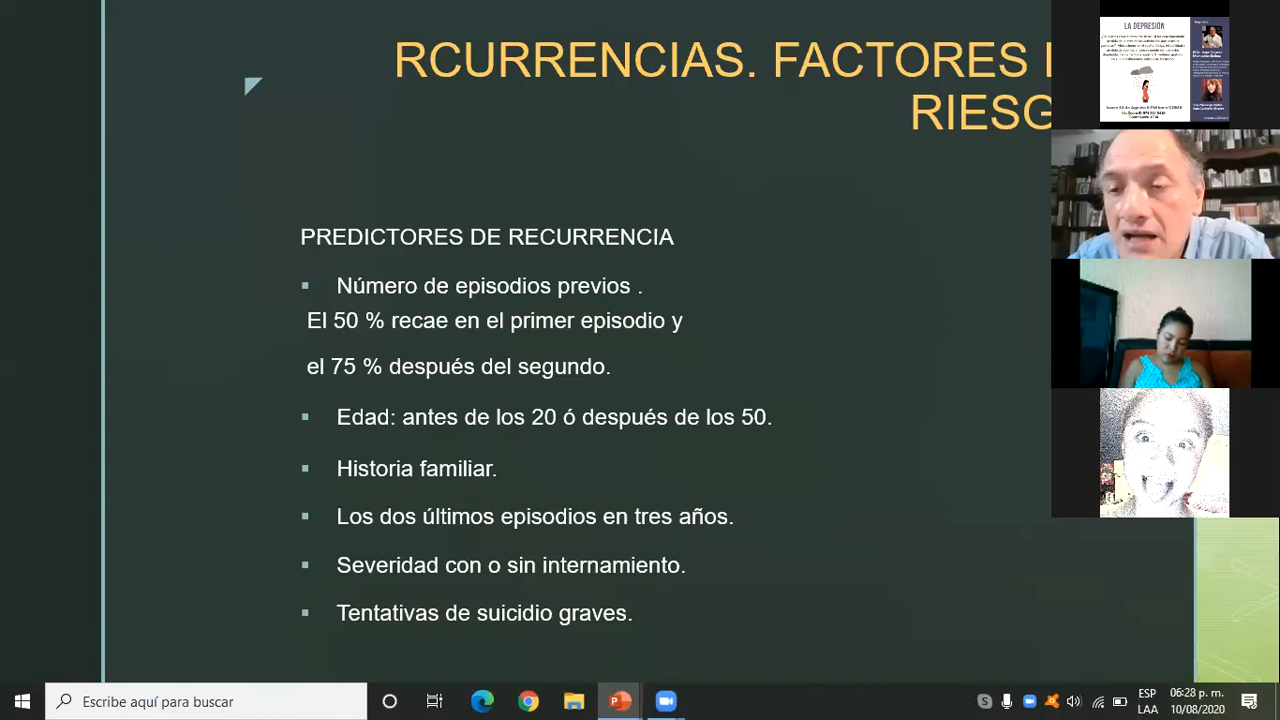 LA DEPRESIÓN
RECURRENCIAS. FACTORES
RIESG
PREDICTORES DE RECURRENCIA
▪ Número de episodios previos .
El 50 % recae en el primer episodio y
el 75 % después del segundo.
▪ Edad: antes de los 20 ó después de los 50.
▪ Historia familiar.
▪ Los dos últimos episodios en tres años.
▪ Severidad con o sin internamiento.
▪ Tentativas de suicidio graves.
Escribe aquí para buscar
ESP
LAA
06:28 p. m.
10/08/2020